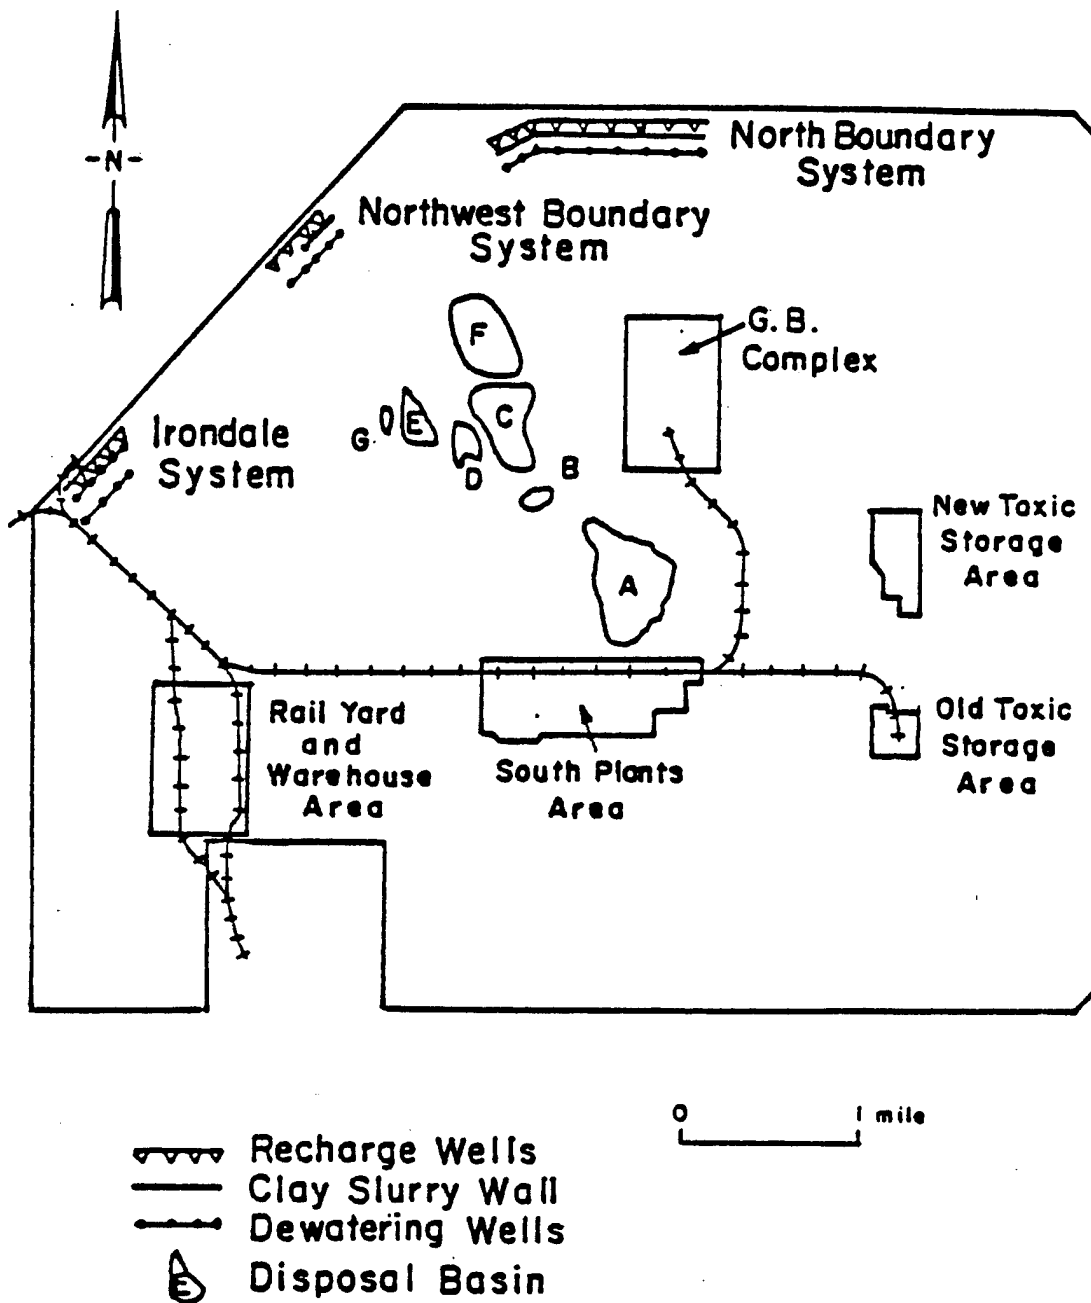 -N-
North Boundary
System
Northwest Boundary
System
F
G.B.
Complex
C
E
G
D
B
Irondale
System
New Toxic
Storage
Area
A
Rail Yard
and
Warehouse
Area
South Plants
Area
Old Toxic
Storage
Area
0 1 mile
Recharge Wells
Clay Slurry Wall
Dewatering Wells
E Disposal Basin